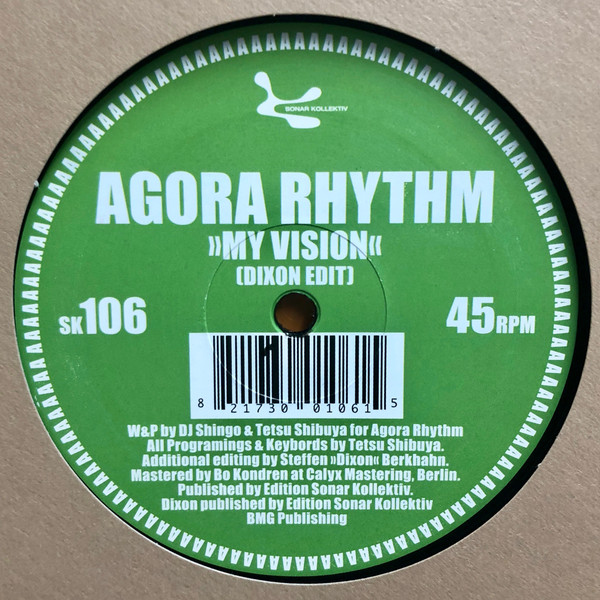 SONAR KOLLEKTIV
AGORA RHYTHM
»MY VISION«
(DIXON EDIT)
SK106
45RPM
8 21730 01061 5
W&P by DJ Shingo & Tetsu Shibuya for Agora Rhythm
All Programings & Keybords by Tetsu Shibuya.
Additional editing by Steffen »Dixon« Berkhahn.
Mastered by Bo Kondren at Calyx Mastering, Berlin.
Published by Edition Sonar Kollektiv.
Dixon published by Edition Sonar Kollektiv
BMG Publishing